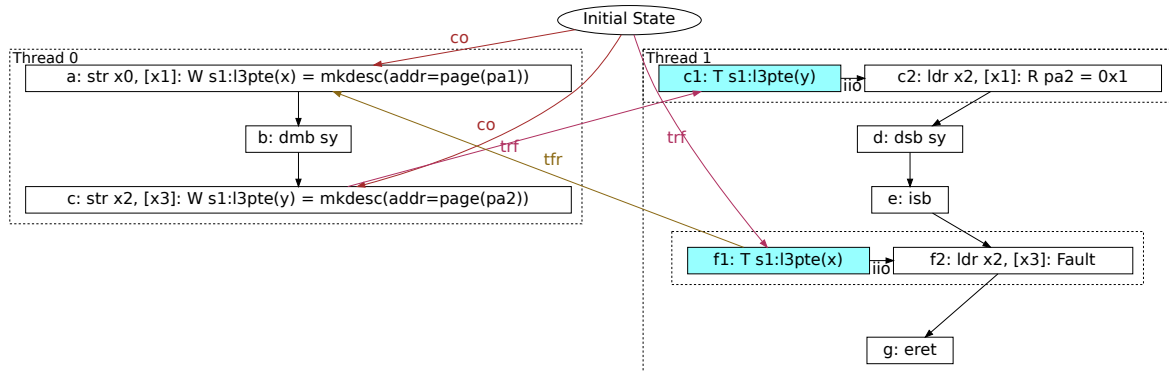 Initial State
co
Thread 0
Thread 1
a: str x0, [x1]: W s1:l3pte(x) = mkdesc(addr=page(pa1))
c1: T s1:l3pte(y)
iio
c2: ldr x2, [x1]: R pa2 = 0x1
co
b: dmb sy
trf
tfr
trf
d: dsb sy
c: str x2, [x3]: W s1:l3pte(y) = mkdesc(addr=page(pa2))
e: isb
f1: T s1:l3pte(x)
iio
f2: ldr x2, [x3]: Fault
g: eret